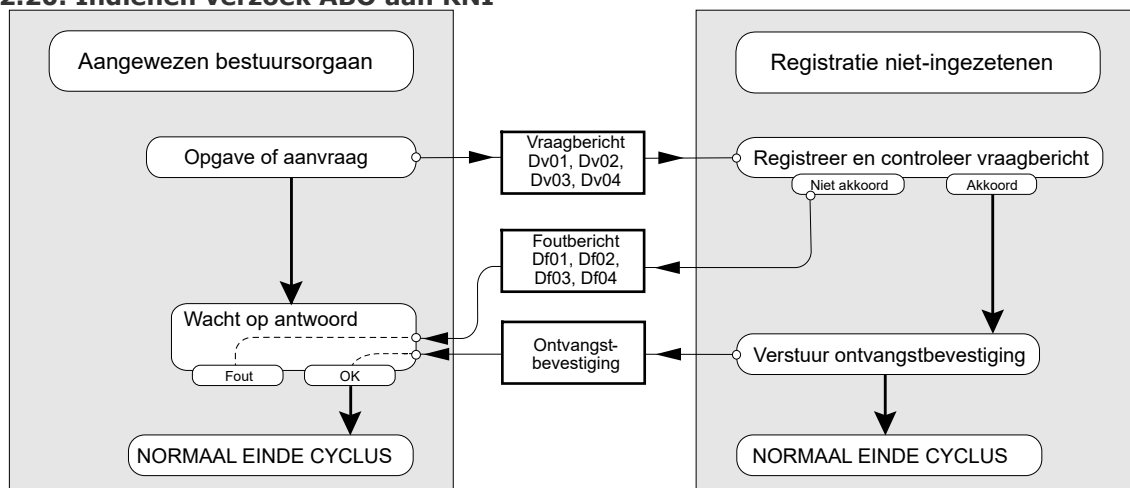 2.20. Indienen verzoek ABO aan RNI
Aangewezen bestuursorgaan
Registratie niet-ingezetenen
Opgave of aanvraag
Vraagbericht
Dv01, Dv02,
Dv03, Dv04
Registreer en controleer vraagbericht
Niet akkoord
Akkoord
Foutbericht
Df01, Df02,
Df03, Df04
Wacht op antwoord
Fout
OK
Ontvangst-
bevestiging
Verstuur ontvangstbevestiging
NORMAAL EINDE CYCLUS
NORMAAL EINDE CYCLUS